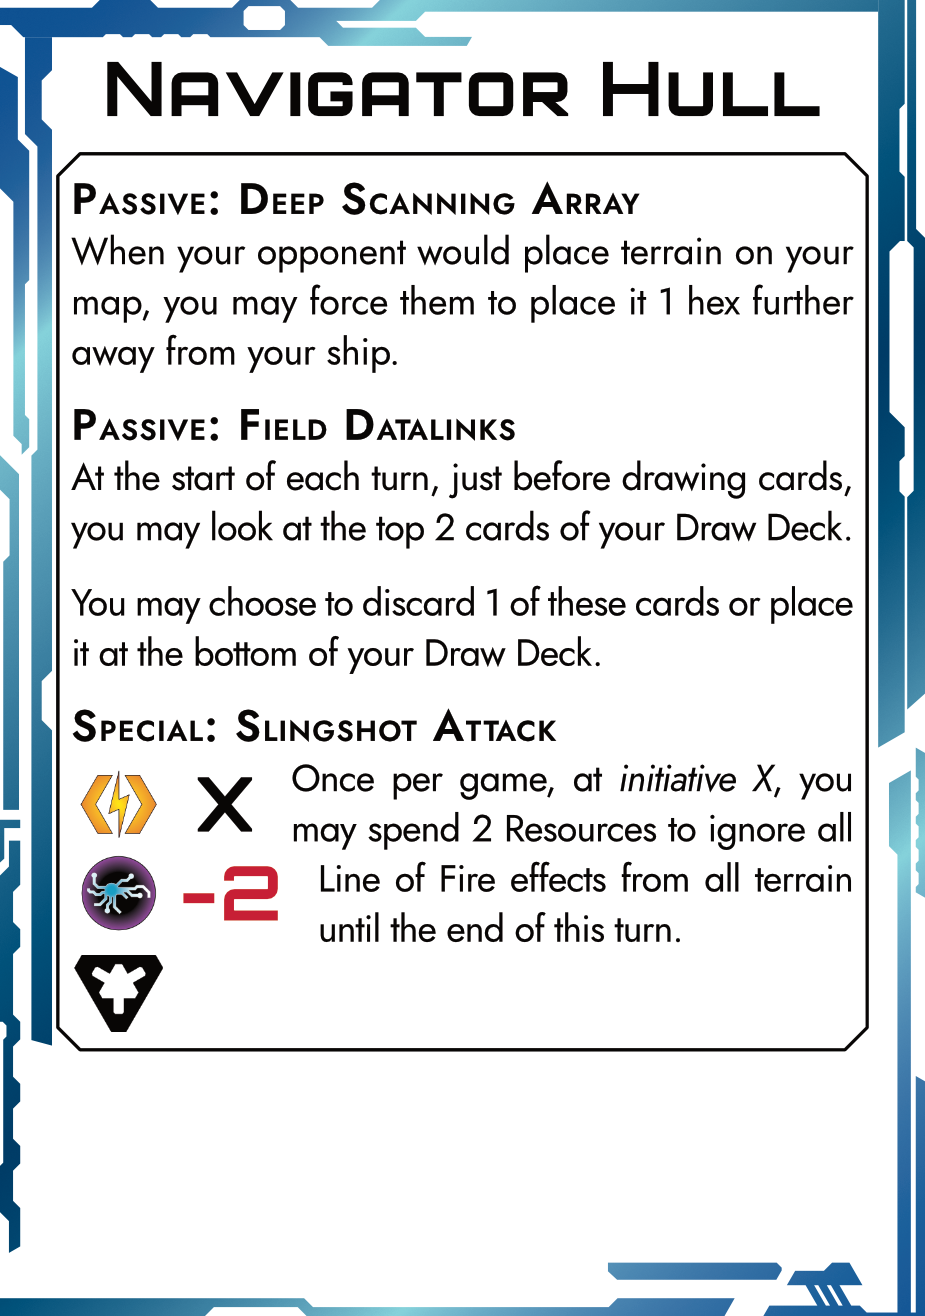 Navigator Hull
Passive: Deep Scanning Array
When your opponent would place terrain on your
map, you may force them to place it 1 hex further
away from your ship.
Passive: Field Datalinks
At the start of each turn, just before drawing cards,
you may look at the top 2 cards of your Draw Deck.
You may choose to discard 1 of these cards or place
it at the bottom of your Draw Deck.
Special: Slingshot Attack
X
-2
Once per game, at initiative X, you
may spend 2 Resources to ignore all
Line of Fire effects from all terrain
until the end of this turn.